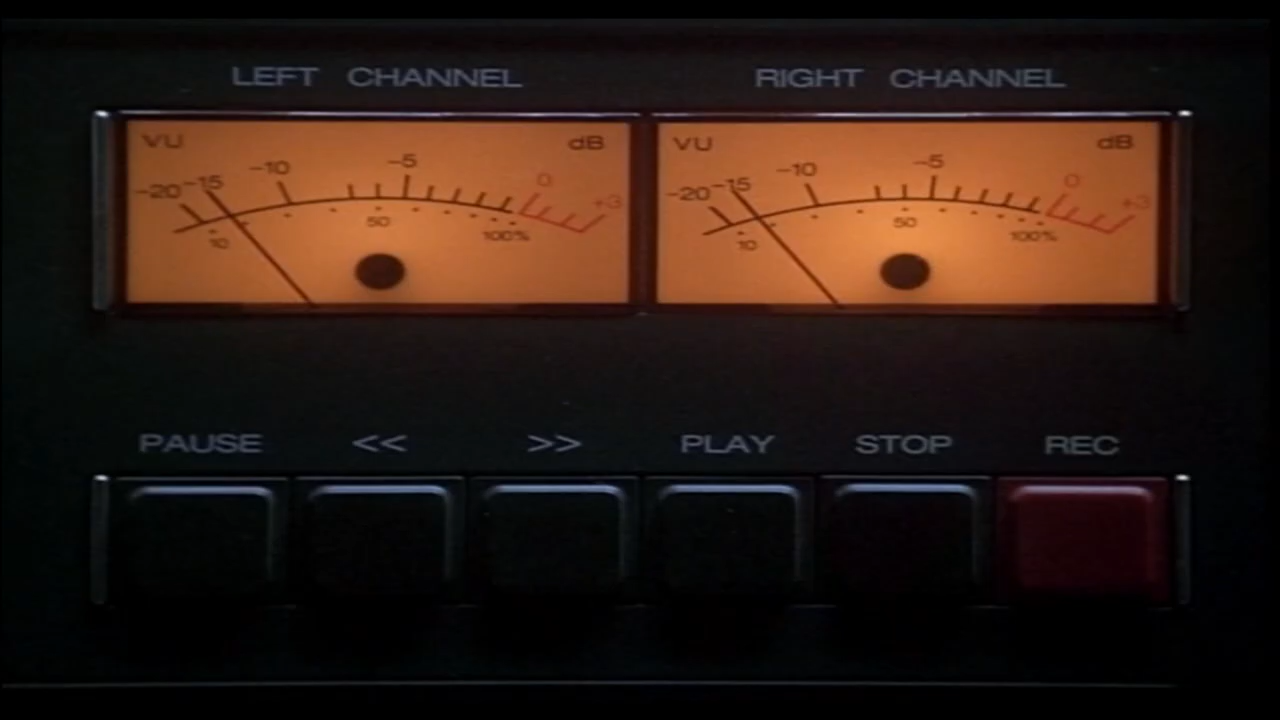 LEFT CHANNEL RIGHT CHANNEL
VU dB VU dB
-20 -15 -10 -5 0 +3 -20 -15 -10 -5 0 +3
10 50 100% 10 50 100%
PAUSE << >> PLAY STOP REC